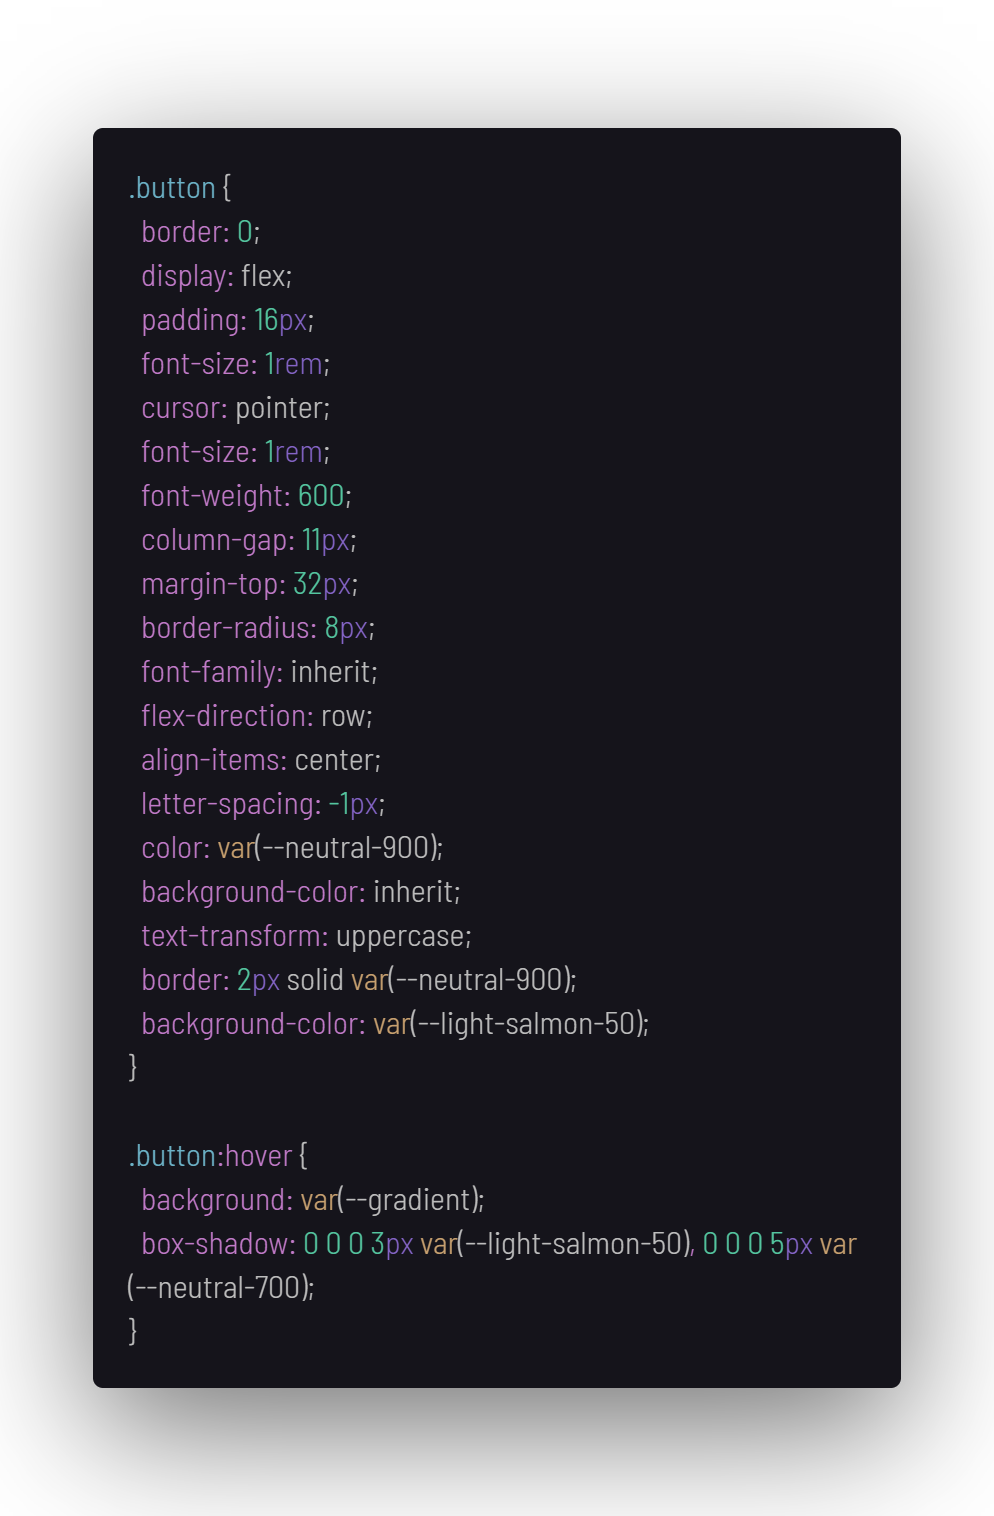 .button {
  border: 0;
  display: flex;
  padding: 16px;
  font-size: 1rem;
  cursor: pointer;
  font-size: 1rem;
  font-weight: 600;
  column-gap: 11px;
  margin-top: 32px;
  border-radius: 8px;
  font-family: inherit;
  flex-direction: row;
  align-items: center;
  letter-spacing: -1px;
  color: var(--neutral-900);
  background-color: inherit;
  text-transform: uppercase;
  border: 2px solid var(--neutral-900);
  background-color: var(--light-salmon-50);
}

.button:hover {
  background: var(--gradient);
  box-shadow: 0 0 0 3px var(--light-salmon-50), 0 0 0 5px var
(--neutral-700);
}